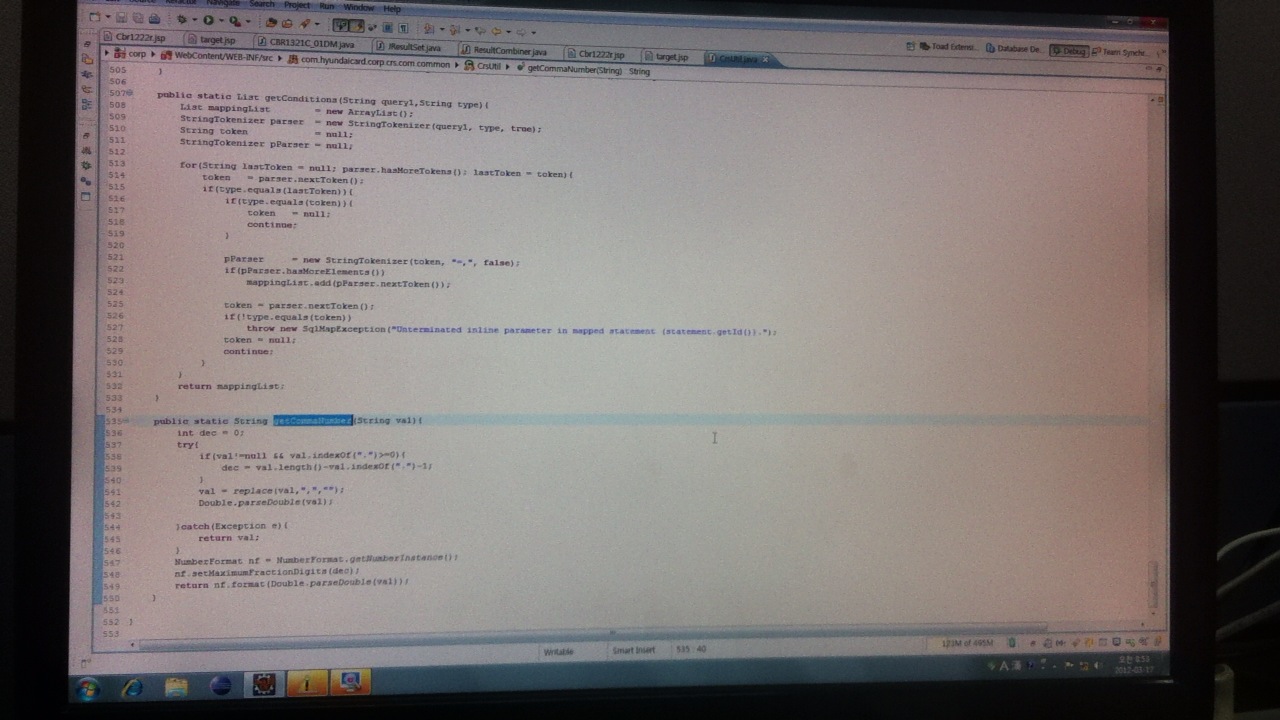 Source Refactor Navigate Search Project Run Window Help
Cbr1222r.jsp target.jsp CBR1321C_01DM.java IResultSet.java ResultCombiner.java Cbr1222r.jsp target.jsp CrsUtil.java
Toad Extensi... Database De... Debug Team Synchr...
corp WebContent/WEB-INF/src com.hyundaicard.corp.crs.com.common CrsUtil getCommaNumber(String) String
505 }
506
507 public static List getConditions(String query1,String type){
508 List mappingList = new ArrayList();
509 StringTokenizer parser = new StringTokenizer(query1, type, true);
510 String token = null;
511 StringTokenizer pParser = null;
512
513 for(String lastToken = null; parser.hasMoreTokens(); lastToken = token){
514 token = parser.nextToken();
515 if(type.equals(lastToken)){
516 if(type.equals(token)){
517 token = null;
518 continue;
519 }
520
521 pParser = new StringTokenizer(token, "=,", false);
522 if(pParser.hasMoreElements())
523 mappingList.add(pParser.nextToken());
524
525 token = parser.nextToken();
526 if(!type.equals(token))
527 throw new SqlMapException("Unterminated inline parameter in mapped statement (statement.getId()).");
528 token = null;
529 continue;
530 }
531 }
532 return mappingList;
533 }
534
535 public static String getCommaNumber(String val){
536 int dec = 0;
537 try{
538 if(val!=null && val.indexOf(".")>=0){
539 dec = val.length()-val.indexOf(".")-1;
540 }
541 val = replace(val,",","");
542 Double.parseDouble(val);
543
544 }catch(Exception e){
545 return val;
546 }
547 NumberFormat nf = NumberFormat.getNumberInstance();
548 nf.setMaximumFractionDigits(dec);
549 return nf.format(Double.parseDouble(val));
550 }
551
552 }
553
Writable Smart Insert 535 : 40 123M of 495M
오전 8:53
2012-03-17